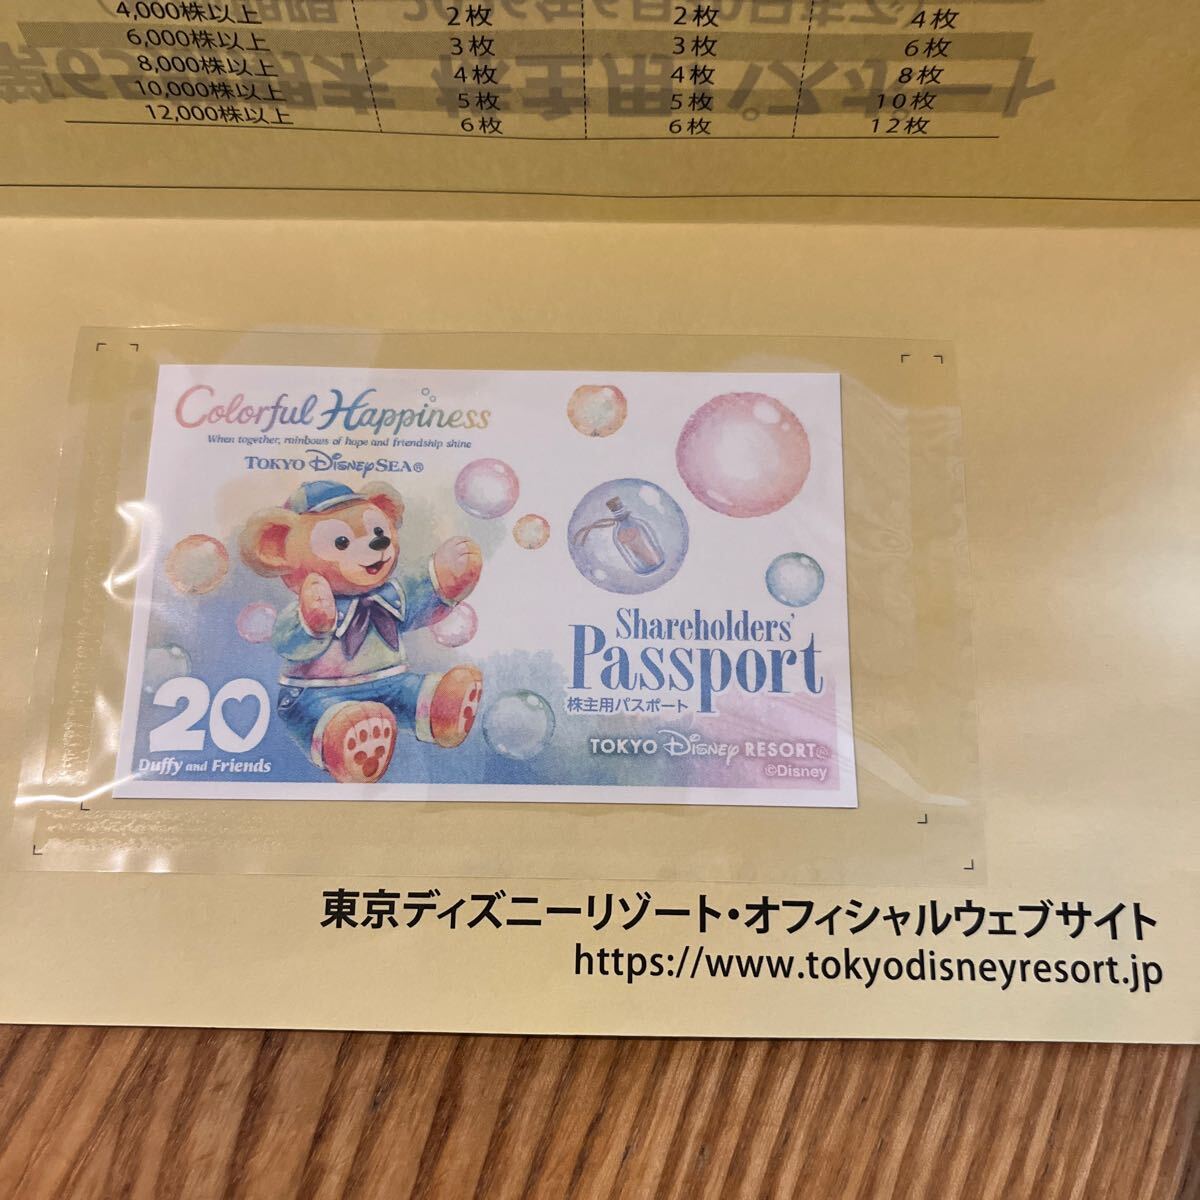 4,000株以上 2枚 2枚 4枚
6,000株以上 3枚 3枚 6枚
8,000株以上 4枚 4枚 8枚
10,000株以上 5枚 5枚 10枚
12,000株以上 6枚 6枚 12枚
Colorful Happiness
When together, rainbows of hope and friendship shine
TOKYO DISNEYSEA®
20
Duffy and Friends
Shareholders'
Passport
株主用パスポート
TOKYO Disney RESORT®
©Disney
東京ディズニーリゾート・オフィシャルウェブサイト
https://www.tokyodisneyresort.jp